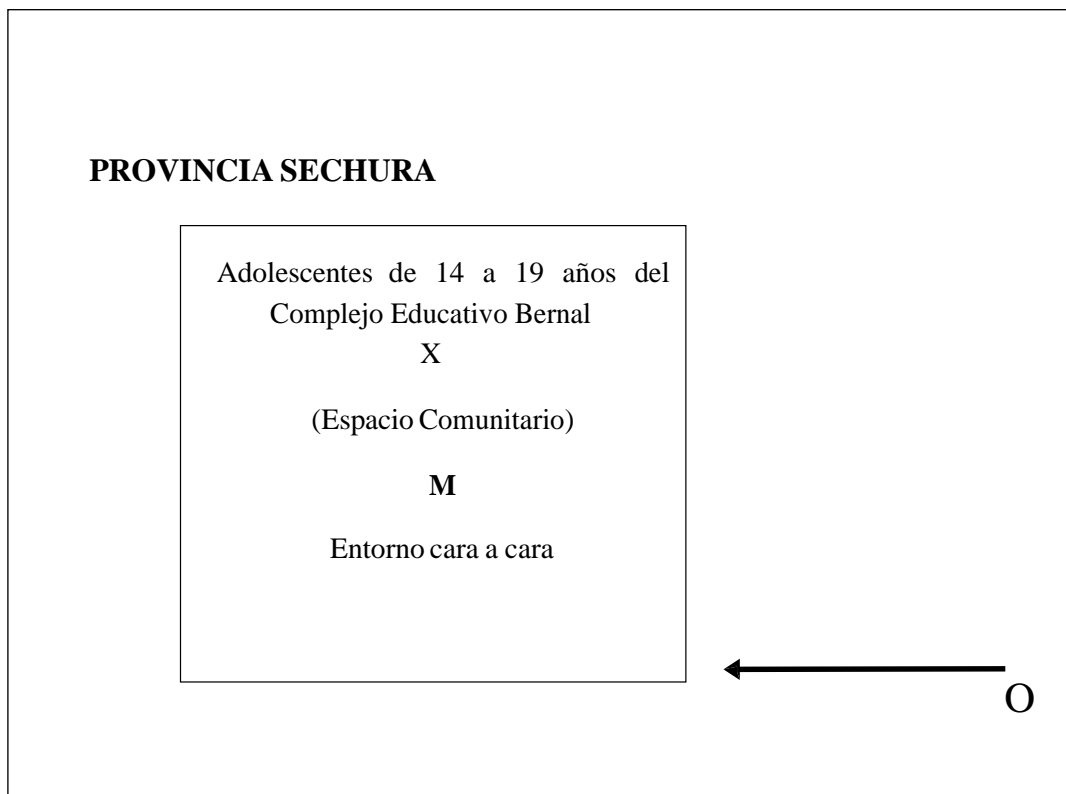 PROVINCIA SECHURA
Adolescentes de 14 a 19 años del
Complejo Educativo Bernal
X
(Espacio Comunitario)
M
Entorno cara a cara
O